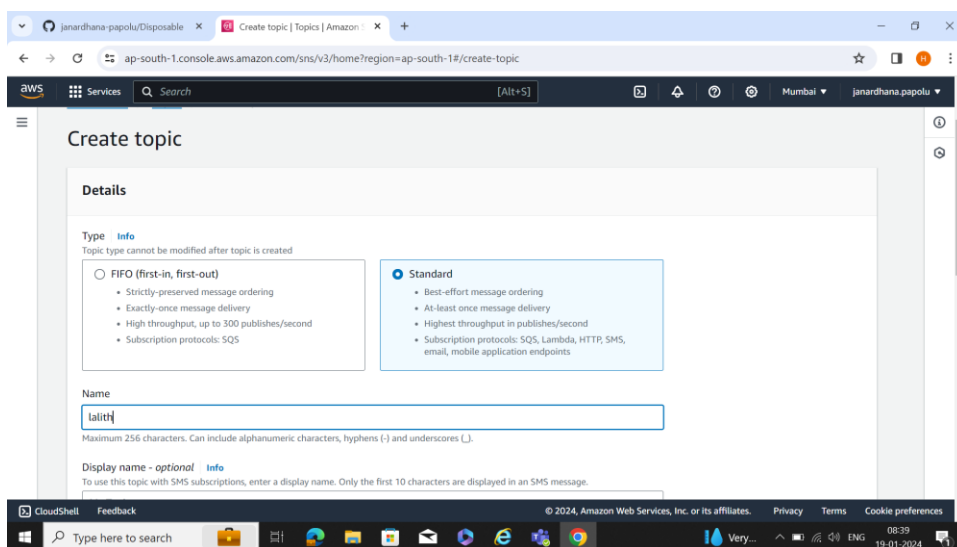 janardhana-papolu/Disposable
Create topic | Topics | Amazon S
ap-south-1.console.aws.amazon.com/sns/v3/home?region=ap-south-1#/create-topic
aws Services Search [Alt+S] Mumbai janardhana.papolu
Create topic
Details
Type Info
Topic type cannot be modified after topic is created
FIFO (first-in, first-out)
• Strictly-preserved message ordering
• Exactly-once message delivery
• High throughput, up to 300 publishes/second
• Subscription protocols: SQS
Standard
• Best-effort message ordering
• At-least once message delivery
• Highest throughput in publishes/second
• Subscription protocols: SQS, Lambda, HTTP, SMS,
email, mobile application endpoints
Name
lalith
Maximum 256 characters. Can include alphanumeric characters, hyphens (-) and underscores (_).
Display name - optional Info
To use this topic with SMS subscriptions, enter a display name. Only the first 10 characters are displayed in an SMS message.
CloudShell Feedback © 2024, Amazon Web Services, Inc. or its affiliates. Privacy Terms Cookie preferences
Type here to search Very... ENG 08:39
19-01-2024